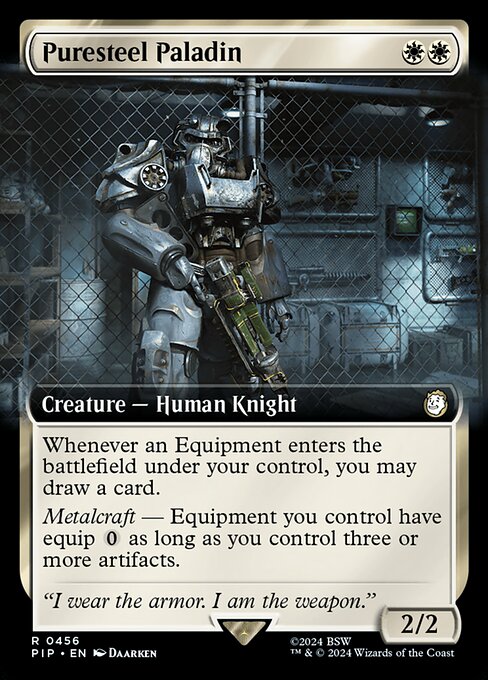 Puresteel Paladin
Creature — Human Knight
Whenever an Equipment enters the
battlefield under your control, you may
draw a card.
Metalcraft — Equipment you control have
equip 0 as long as you control three or
more artifacts.
“I wear the armor. I am the weapon.”
2/2
R 0456
PIP • EN DAARKEN
©2024 BSW
™ & © 2024 Wizards of the Coast